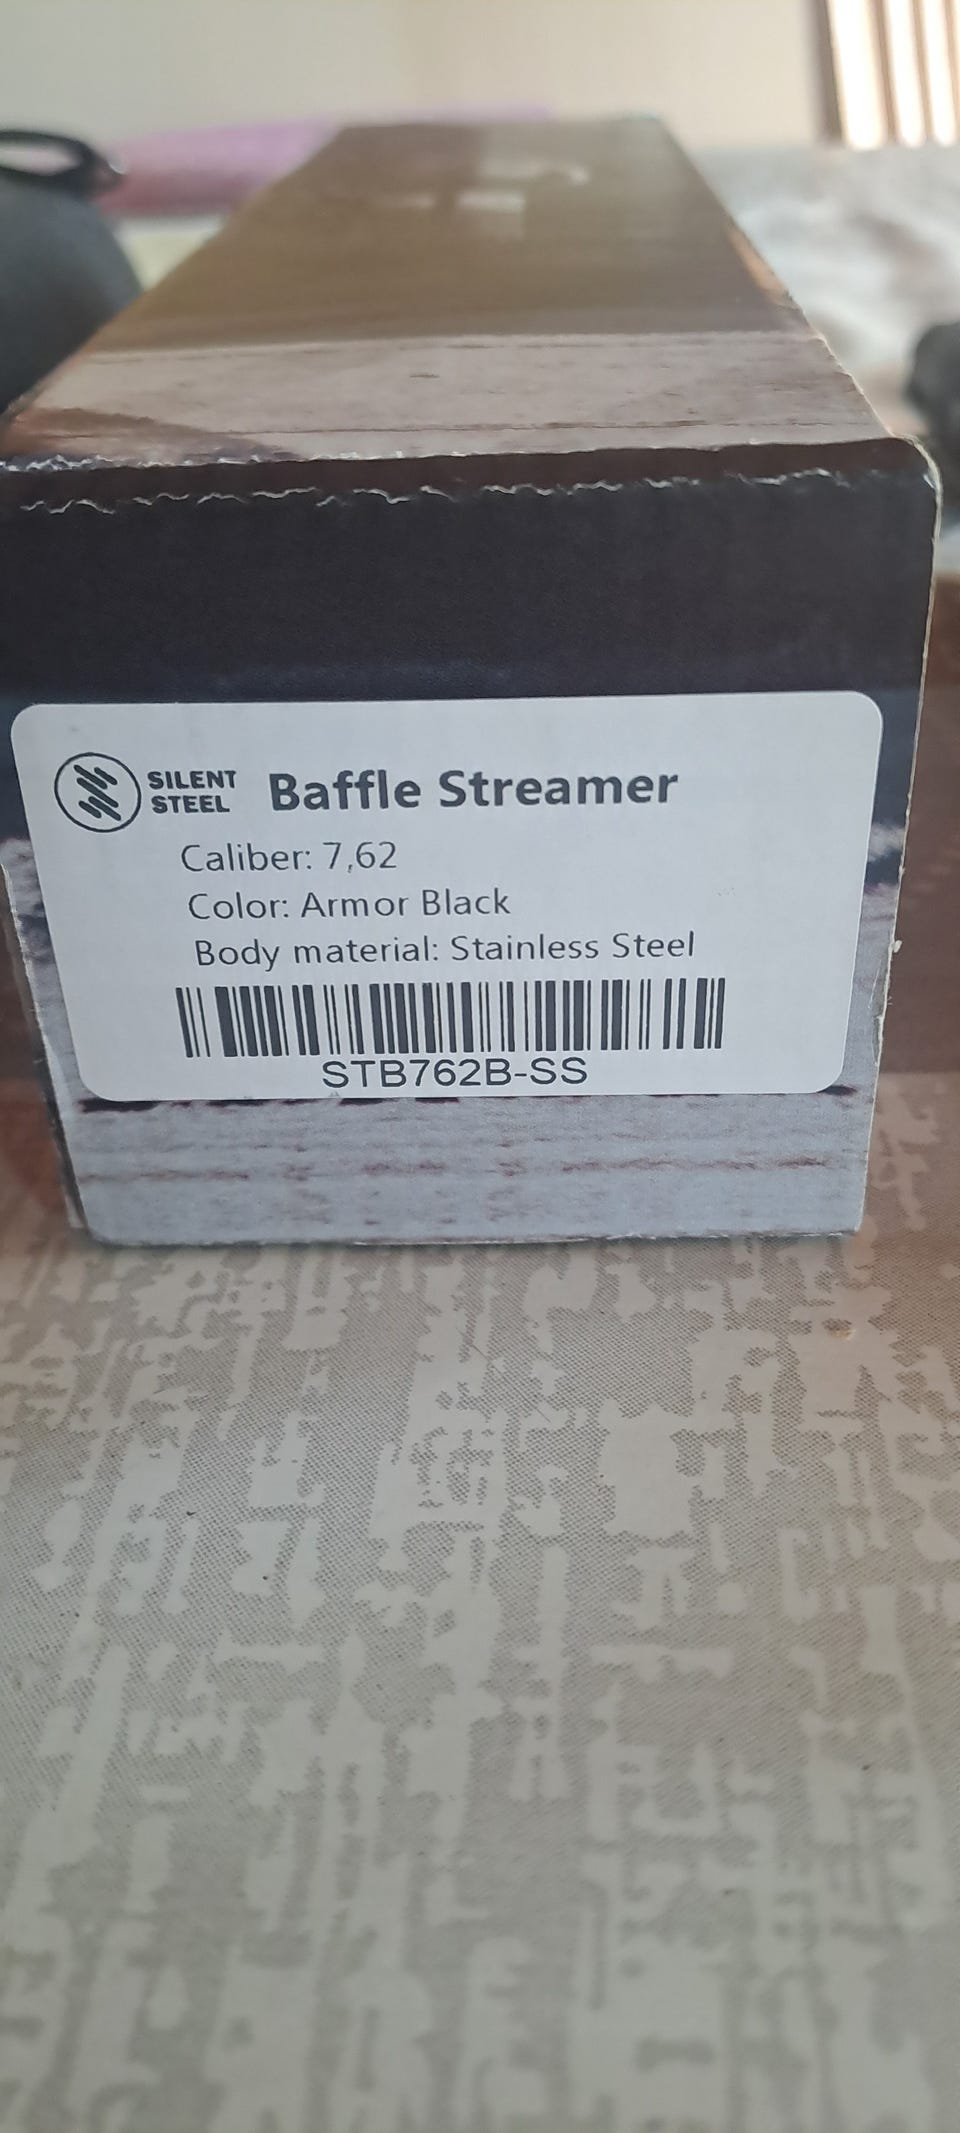 SILENT
STEEL
Baffle Streamer
Caliber: 7,62
Color: Armor Black
Body material: Stainless Steel
STB762B-SS